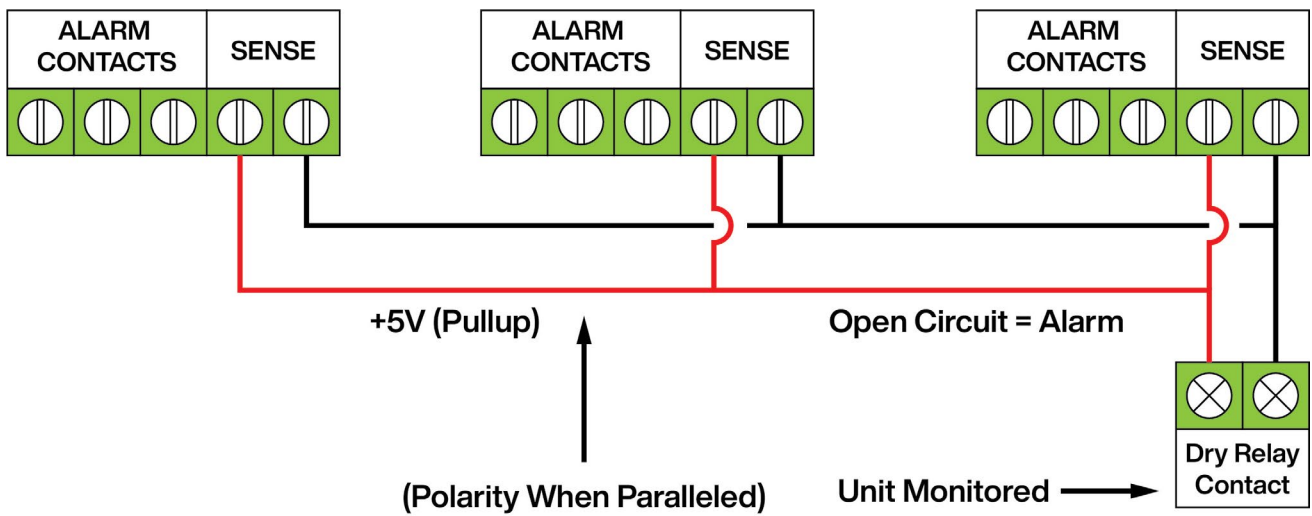 ALARM
CONTACTS
SENSE
ALARM
CONTACTS
SENSE
ALARM
CONTACTS
SENSE
+5V (Pullup)
Open Circuit = Alarm
(Polarity When Paralleled)
Unit Monitored
Dry Relay
Contact